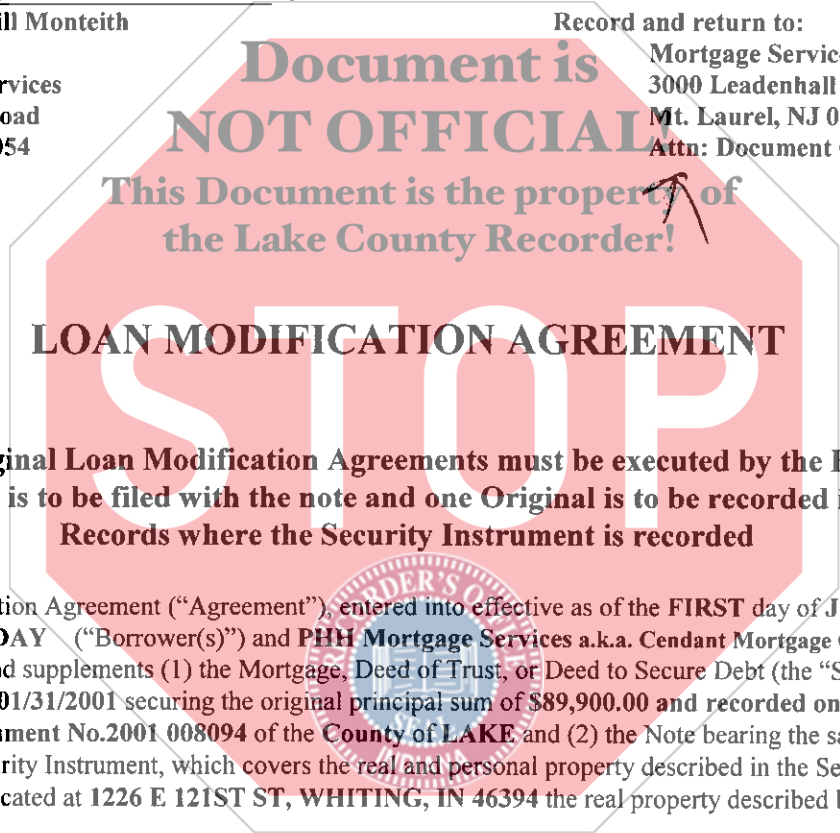 ill Monteith
Record and return to:
Mortgage Servic
rvices
3000 Leadenhall
oad
Mt. Laurel, NJ 0
054
Attn: Document
Document is
NOT OFFICIAL!
This Document is the property of
the Lake County Recorder!
STOP
LOAN MODIFICATION AGREEMENT
ginal Loan Modification Agreements must be executed by the
is to be filed with the note and one Original is to be recorded
Records where the Security Instrument is recorded
tion Agreement (“Agreement”), entered into effective as of the FIRST day of J
DAY (“Borrower(s)”) and PHH Mortgage Services a.k.a. Cendant Mortgage
d supplements (1) the Mortgage, Deed of Trust, or Deed to Secure Debt (the “S
01/31/2001 securing the original principal sum of $89,900.00 and recorded on
ment No.2001 008094 of the County of LAKE and (2) the Note bearing the sa
rity Instrument, which covers the real and personal property described in the Se
cated at 1226 E 121ST ST, WHITING, IN 46394 the real property described
SEAL
INDIANA